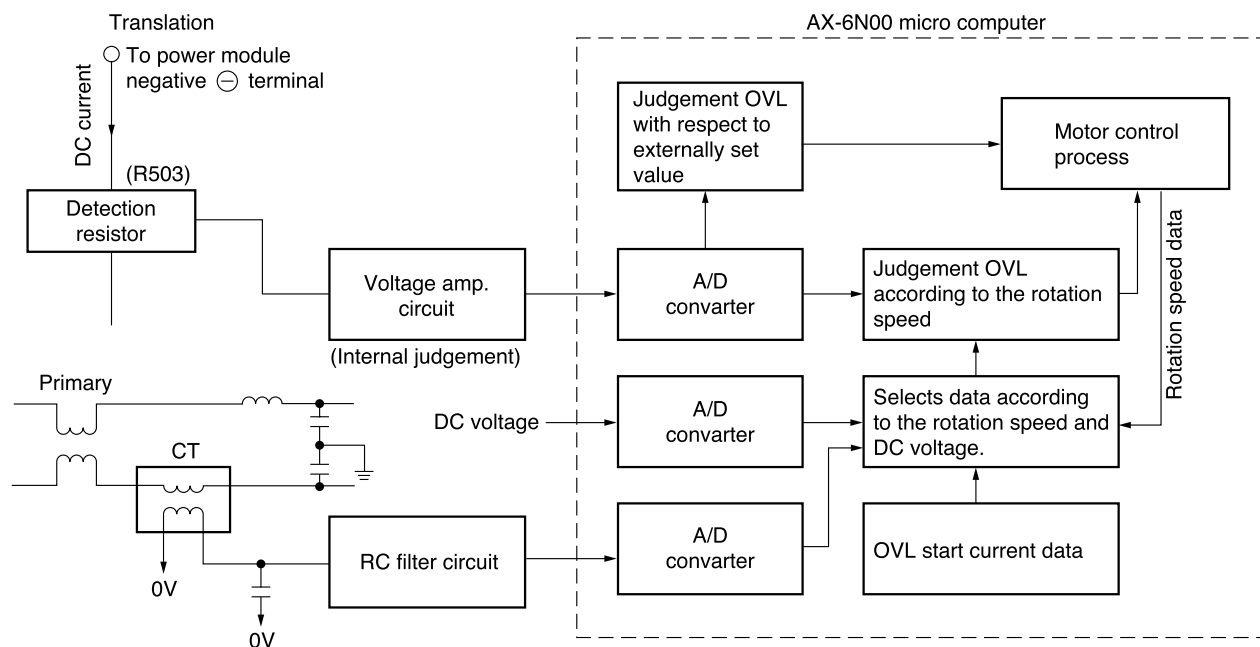 Translation
To power module
negative ⊖ terminal
DC current
(R503)
Detection
resistor
Voltage amp.
circuit
(Internal judgement)
Primary
CT
0V
0V
RC filter circuit
DC voltage
AX-6N00 micro computer
Judgement OVL
with respect to
externally set
value
Motor control
process
A/D
converter
Judgement OVL
according to the rotation
speed
Rotation speed data
A/D
converter
Selects data according
to the rotation speed and
DC voltage.
A/D
converter
OVL start current data